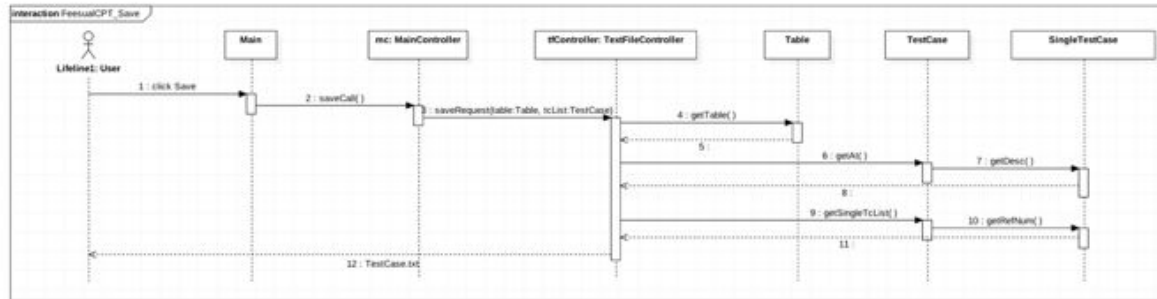 interaction FeesualCPT_Save
Main
mc: MainController
tfController: TextFileController
Table
TestCase
SingleTestCase
Lifeline1: User
1 : click Save
2 : saveCall( )
3 : saveRequest(table:Table, tcList:TestCase)
4 : getTable( )
5 :
6 : getAt( )
7 : getDesc( )
8 :
9 : getSingleTcList( )
10 : getRefNum( )
11 :
12 : TestCase.txt